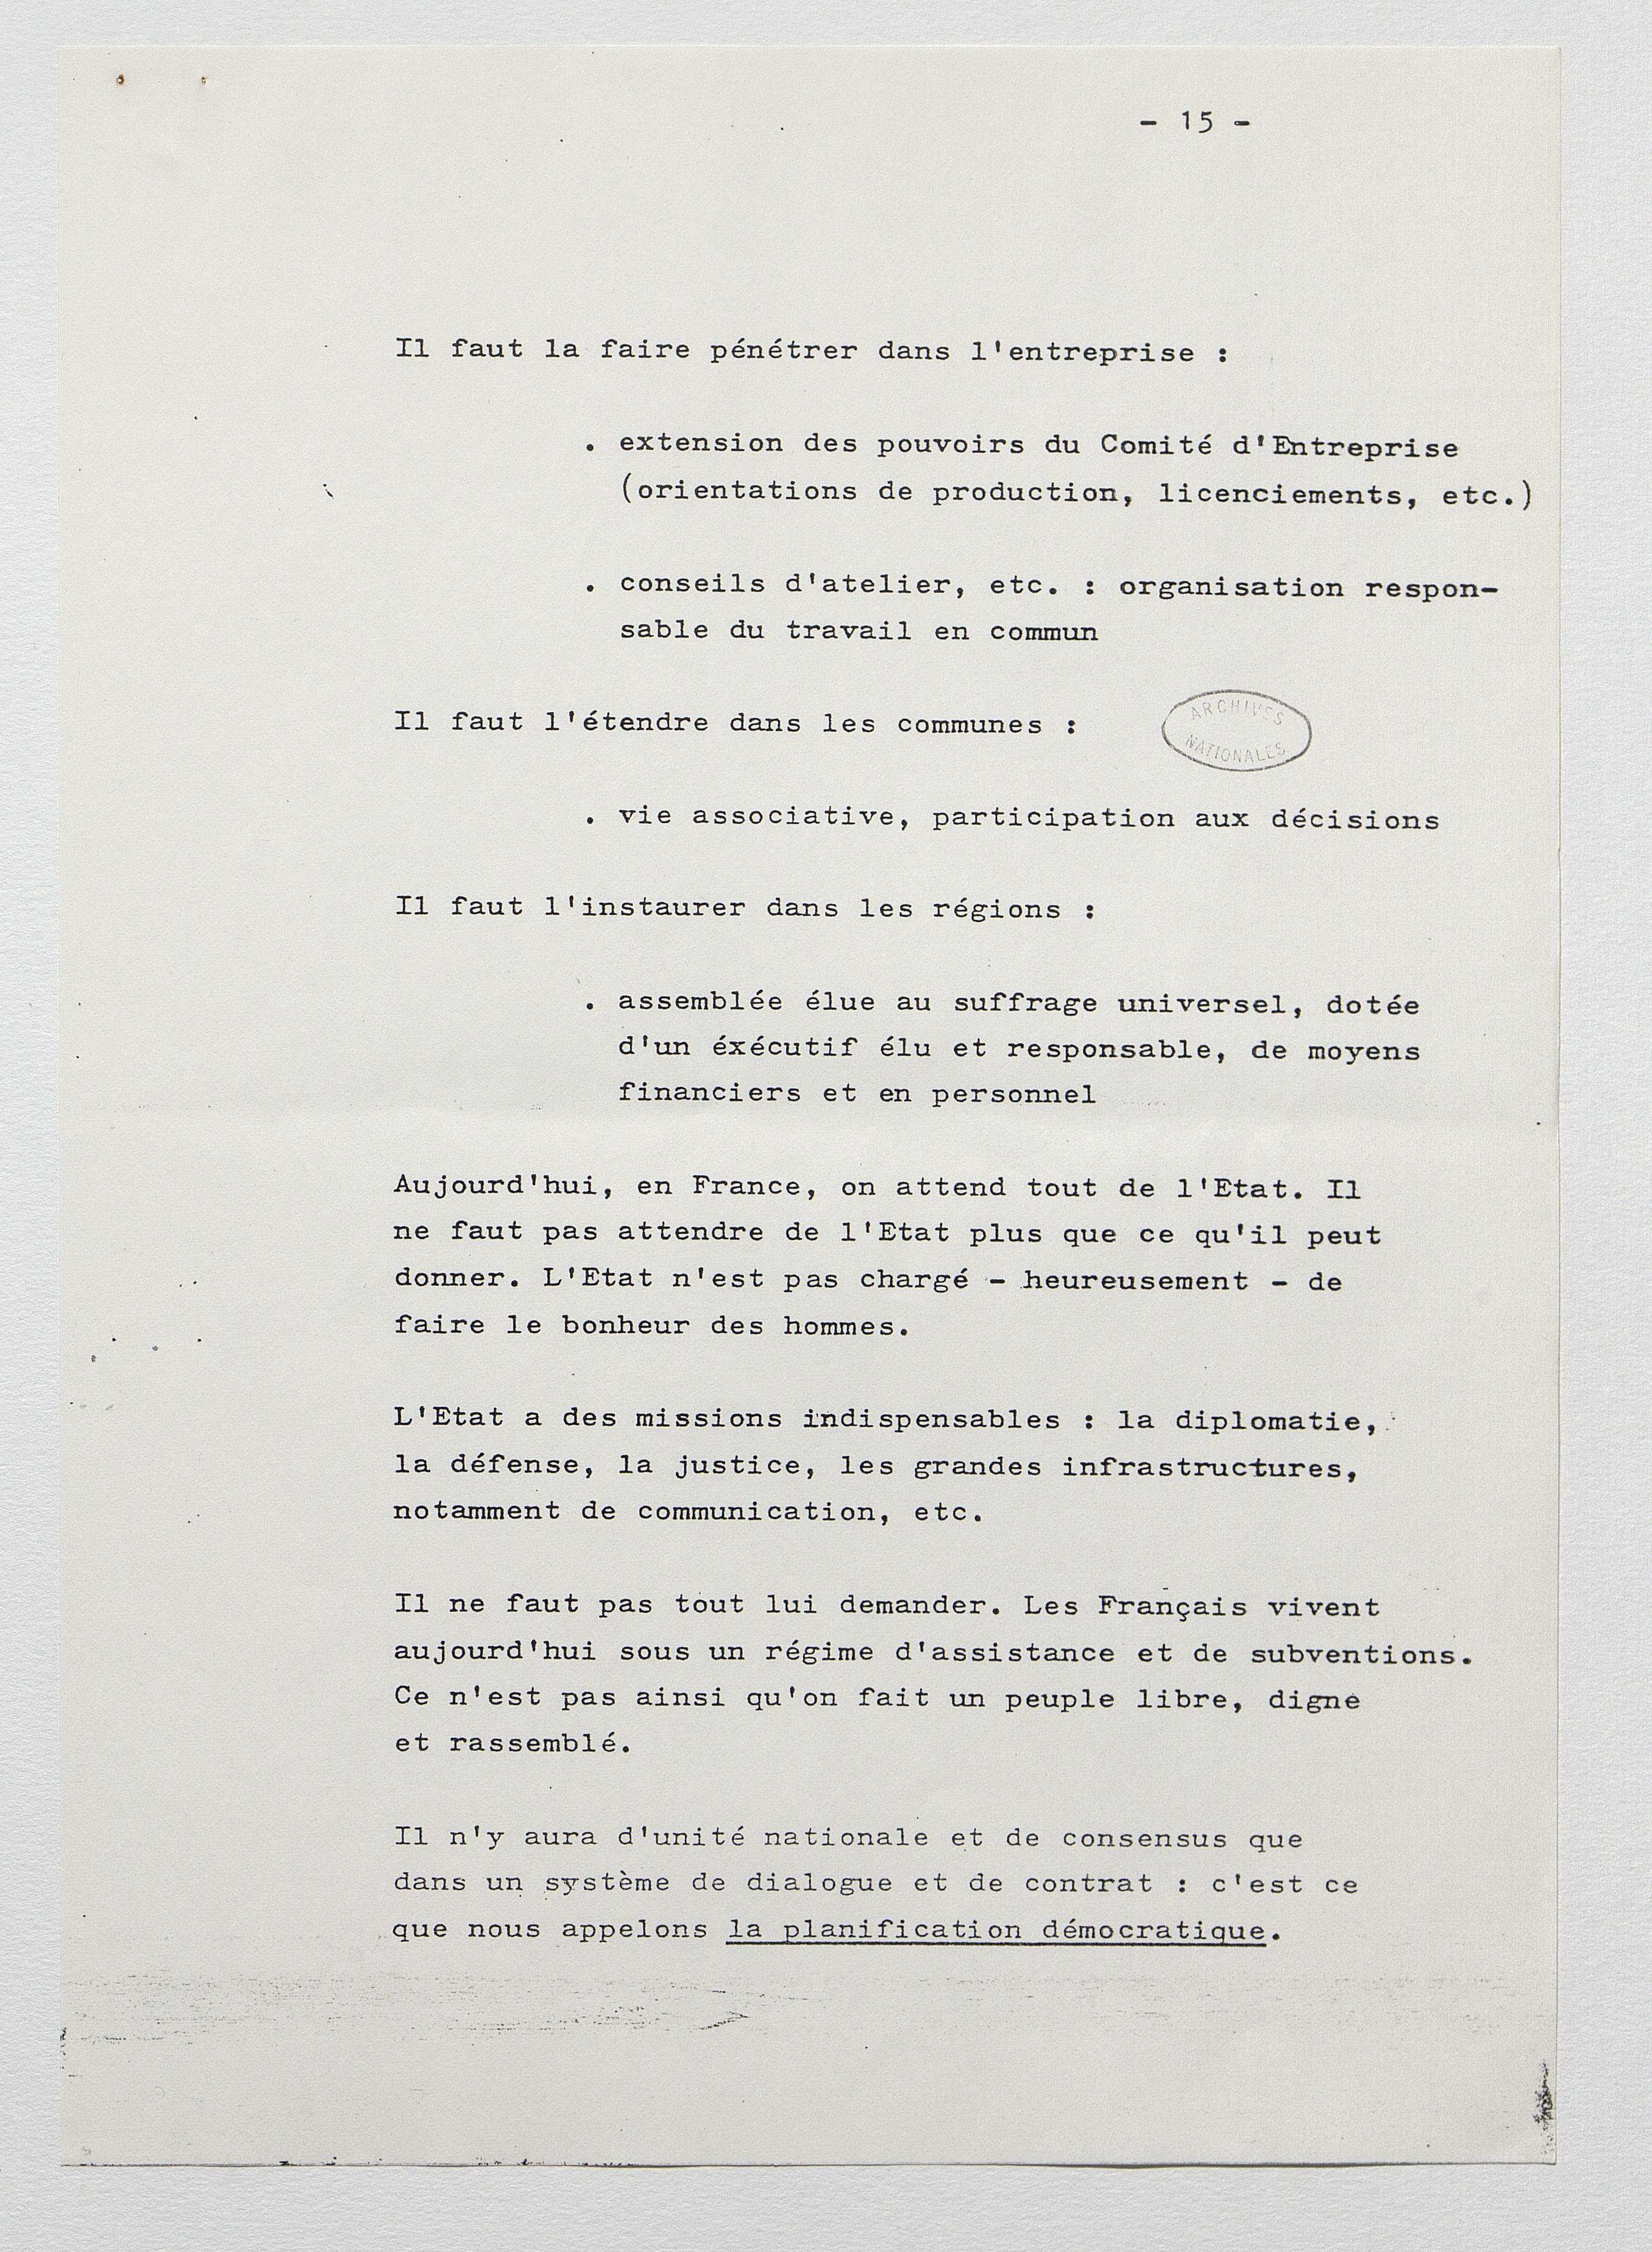 - 15 -
Il faut la faire pénétrer dans l'entreprise :
. extension des pouvoirs du Comité d'Entreprise
(orientations de production, licenciements, etc.)
. conseils d'atelier, etc. : organisation respon-
sable du travail en commun
Il faut l'étendre dans les communes :
ARCHIVES
NATIONALES
. vie associative, participation aux décisions
Il faut l'instaurer dans les régions :
. assemblée élue au suffrage universel, dotée
d'un éxécutif élu et responsable, de moyens
financiers et en personnel
Aujourd'hui, en France, on attend tout de l'Etat. Il
ne faut pas attendre de l'Etat plus que ce qu'il peut
donner. L'Etat n'est pas chargé - heureusement - de
faire le bonheur des hommes.
L'Etat a des missions indispensables : la diplomatie,
la défense, la justice, les grandes infrastructures,
notamment de communication, etc.
Il ne faut pas tout lui demander. Les Français vivent
aujourd'hui sous un régime d'assistance et de subventions.
Ce n'est pas ainsi qu'on fait un peuple libre, digne
et rassemblé.
Il n'y aura d'unité nationale et de consensus que
dans un système de dialogue et de contrat : c'est ce
que nous appelons la planification démocratique.